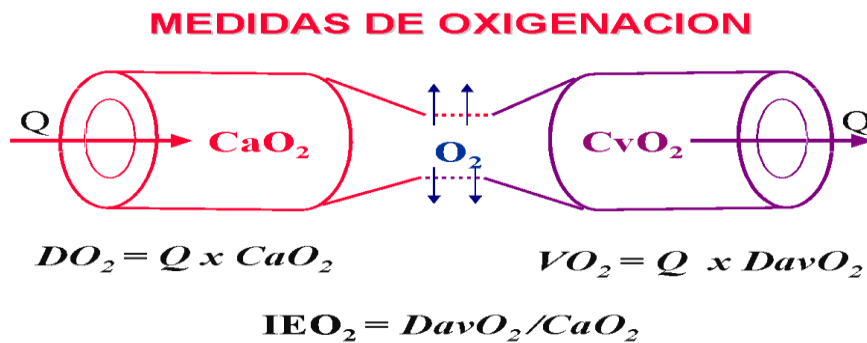 MEDIDAS DE OXIGENACION
Q CaO₂ O₂ CvO₂ Q
DO₂ = Q x CaO₂ VO₂ = Q x DavO₂
IEO₂ = DavO₂/CaO₂